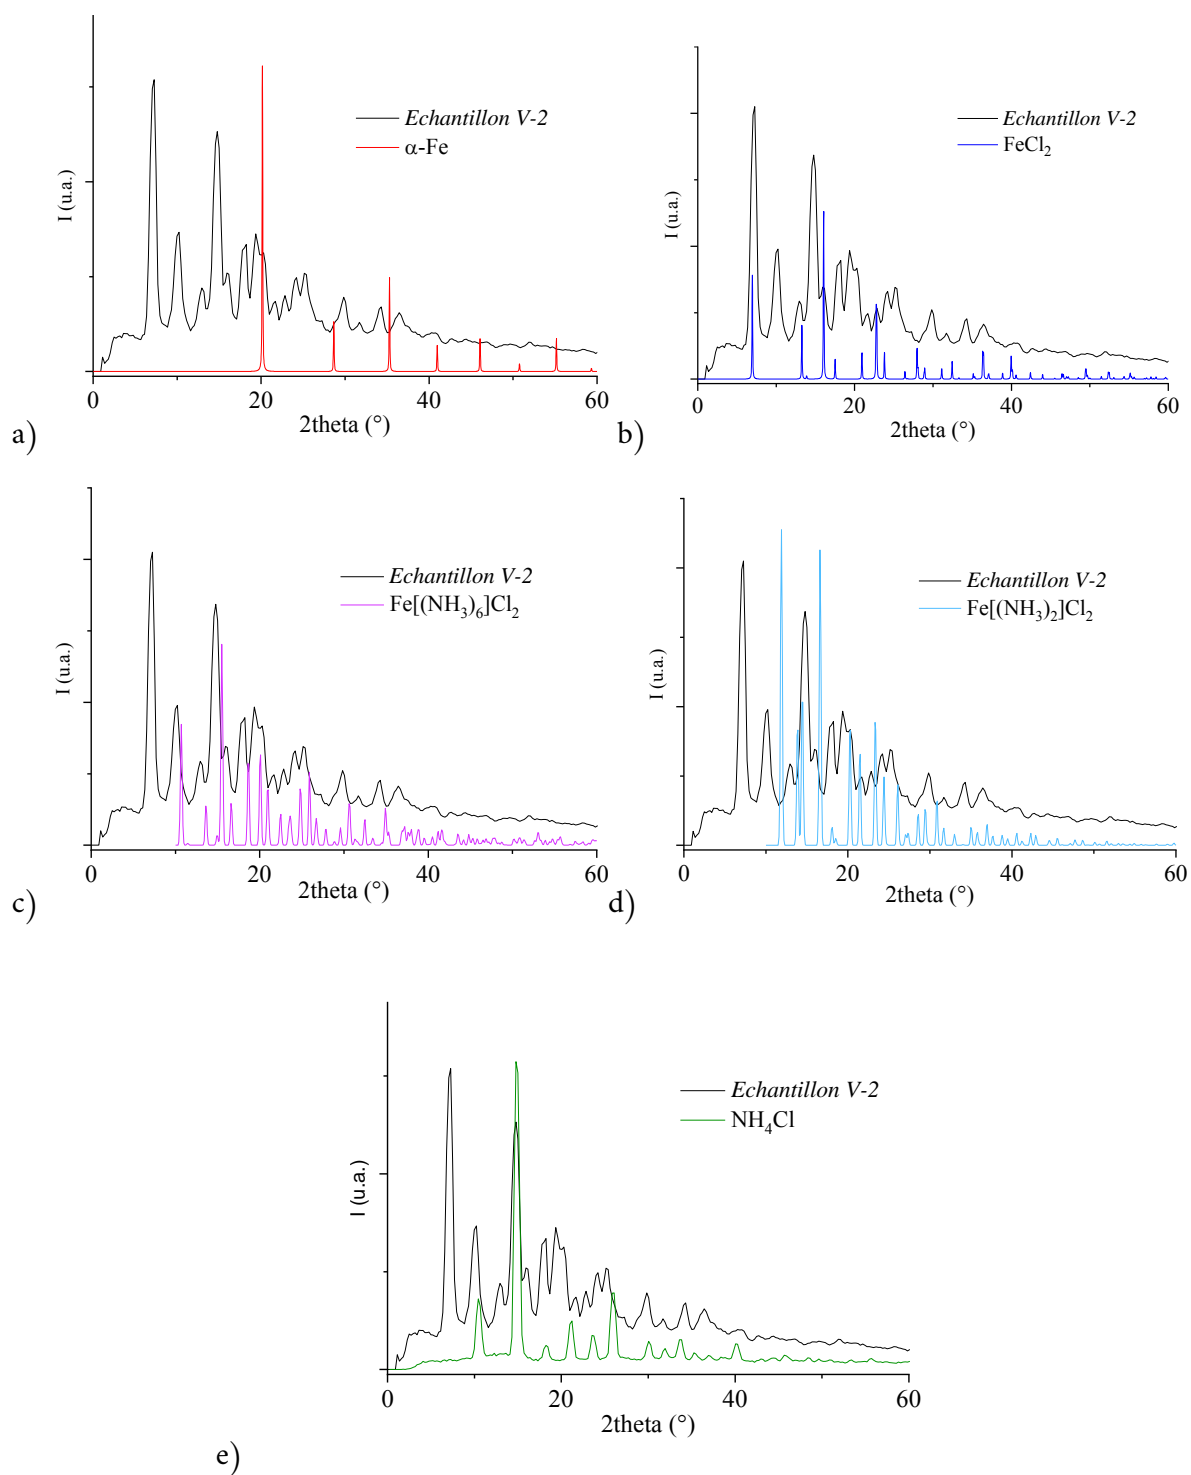 I (u.a.)
Echantillon V-2
α-Fe
0
20
40
60
2theta (°)
a)
I (u.a.)
Echantillon V-2
FeCl2
0
20
40
60
2theta (°)
b)
I (u.a.)
Echantillon V-2
Fe[(NH3)6]Cl2
0
20
40
60
2theta (°)
c)
I (u.a.)
Echantillon V-2
Fe[(NH3)2]Cl2
0
20
40
60
2theta (°)
d)
I (u.a.)
Echantillon V-2
NH4Cl
0
20
40
60
2theta (°)
e)